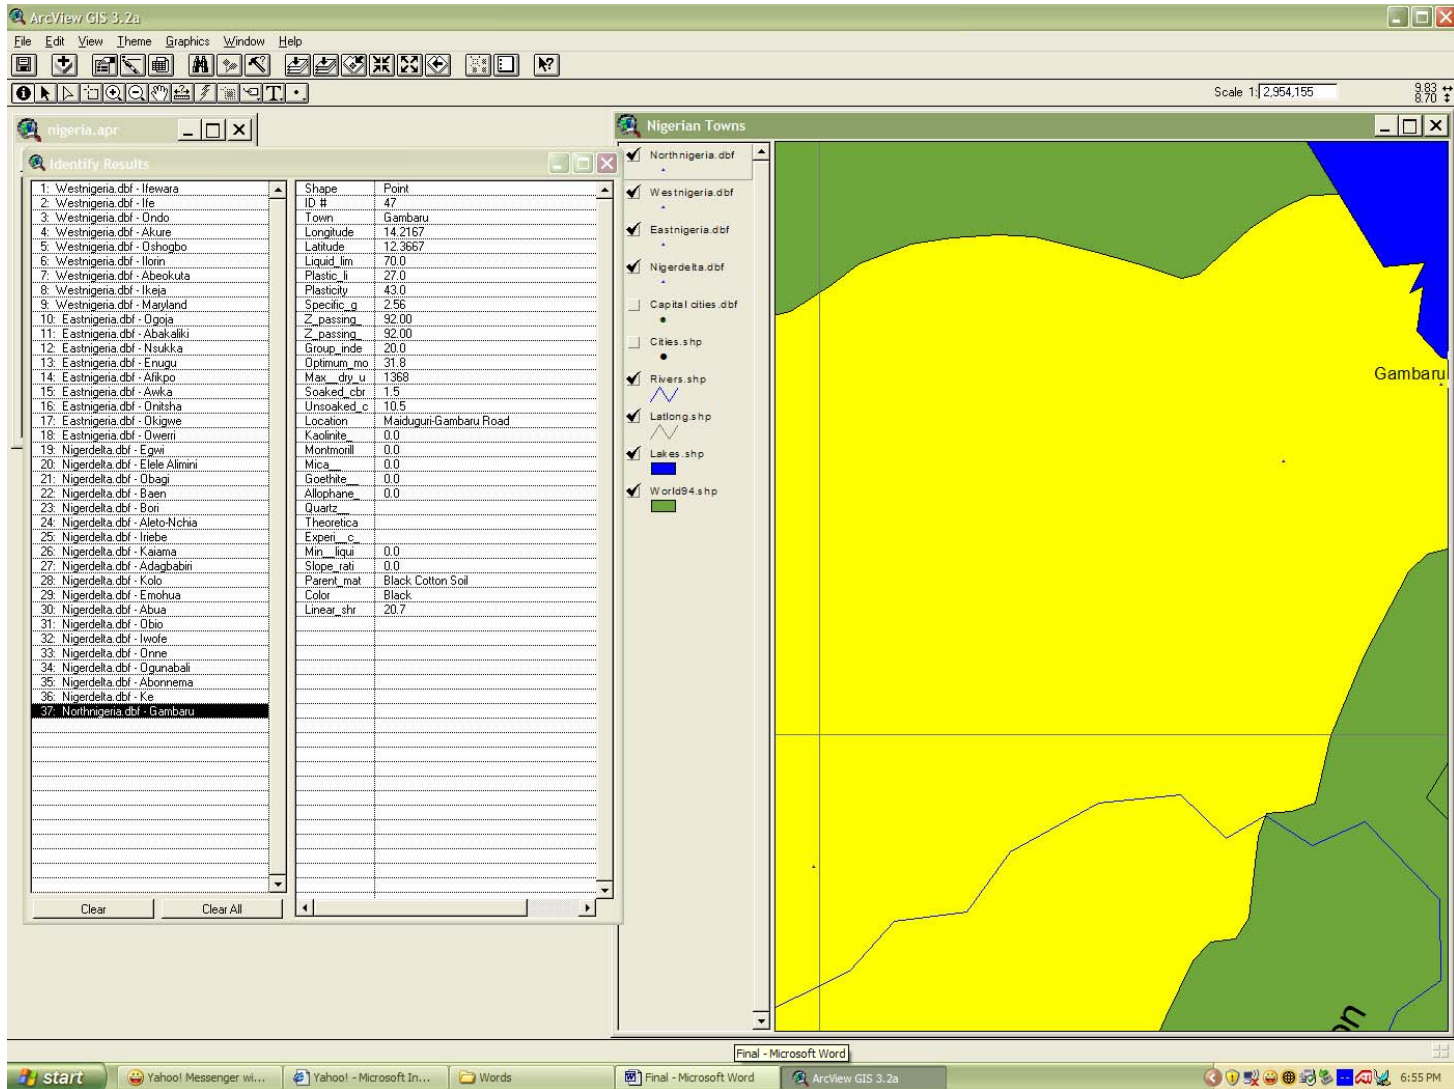 ArcView GIS 3.2a
File Edit View Theme Graphics Window Help
Scale 1: 2,954,155
9.83
8.70
nigeria.apr
Identify Results
1: Westnigeria.dbf - Ifewara
2: Westnigeria.dbf - Ife
3: Westnigeria.dbf - Ondo
4: Westnigeria.dbf - Akure
5: Westnigeria.dbf - Oshogbo
6: Westnigeria.dbf - Ilorin
7: Westnigeria.dbf - Abeokuta
8: Westnigeria.dbf - Ikeja
9: Westnigeria.dbf - Maryland
10: Eastnigeria.dbf - Ogoja
11: Eastnigeria.dbf - Abakaliki
12: Eastnigeria.dbf - Nsukka
13: Eastnigeria.dbf - Enugu
14: Eastnigeria.dbf - Afikpo
15: Eastnigeria.dbf - Awka
16: Eastnigeria.dbf - Onitsha
17: Eastnigeria.dbf - Okigwe
18: Eastnigeria.dbf - Owerri
19: Nigerdelta.dbf - Egwi
20: Nigerdelta.dbf - Elele Alimini
21: Nigerdelta.dbf - Obagi
22: Nigerdelta.dbf - Baen
23: Nigerdelta.dbf - Bori
24: Nigerdelta.dbf - Aleto-Nchia
25: Nigerdelta.dbf - Iriebe
26: Nigerdelta.dbf - Kaiama
27: Nigerdelta.dbf - Adagbabiri
28: Nigerdelta.dbf - Kolo
29: Nigerdelta.dbf - Emohua
30: Nigerdelta.dbf - Abua
31: Nigerdelta.dbf - Obio
32: Nigerdelta.dbf - Iwofe
33: Nigerdelta.dbf - Onne
34: Nigerdelta.dbf - Ogunabali
35: Nigerdelta.dbf - Abonnema
36: Nigerdelta.dbf - Ke
37: Northnigeria.dbf - Gambaru
Clear Clear All
Shape Point
ID # 47
Town Gambaru
Longitude 14.2167
Latitude 12.3667
Liquid_lim 70.0
Plastic_li 27.0
Plasticity 43.0
Specific_g 2.56
Z_passing_ 92.00
Z_passing_ 92.00
Group_inde 20.0
Optimum_mo 31.8
Max__dry_u 1368
Soaked_cbr 1.5
Unsoaked_c 10.5
Location Maiduguri-Gambaru Road
Kaolinite_ 0.0
Montmorill 0.0
Mica__ 0.0
Goethite__ 0.0
Allophane_ 0.0
Quartz__
Theoretica
Experi__c_
Min__liqui 0.0
Slope_rati 0.0
Parent_mat Black Cotton Soil
Color Black
Linear_shr 20.7
Nigerian Towns
Northnigeria.dbf
Westnigeria.dbf
Eastnigeria.dbf
Nigerdelta.dbf
Capital cities.dbf
Cities.shp
Rivers.shp
Latlong.shp
Lakes.shp
World94.shp
Gambaru
on
Final - Microsoft Word
start
Yahoo! Messenger wi...
Yahoo! - Microsoft In...
Words
Final - Microsoft Word
ArcView GIS 3.2a
6:55 PM